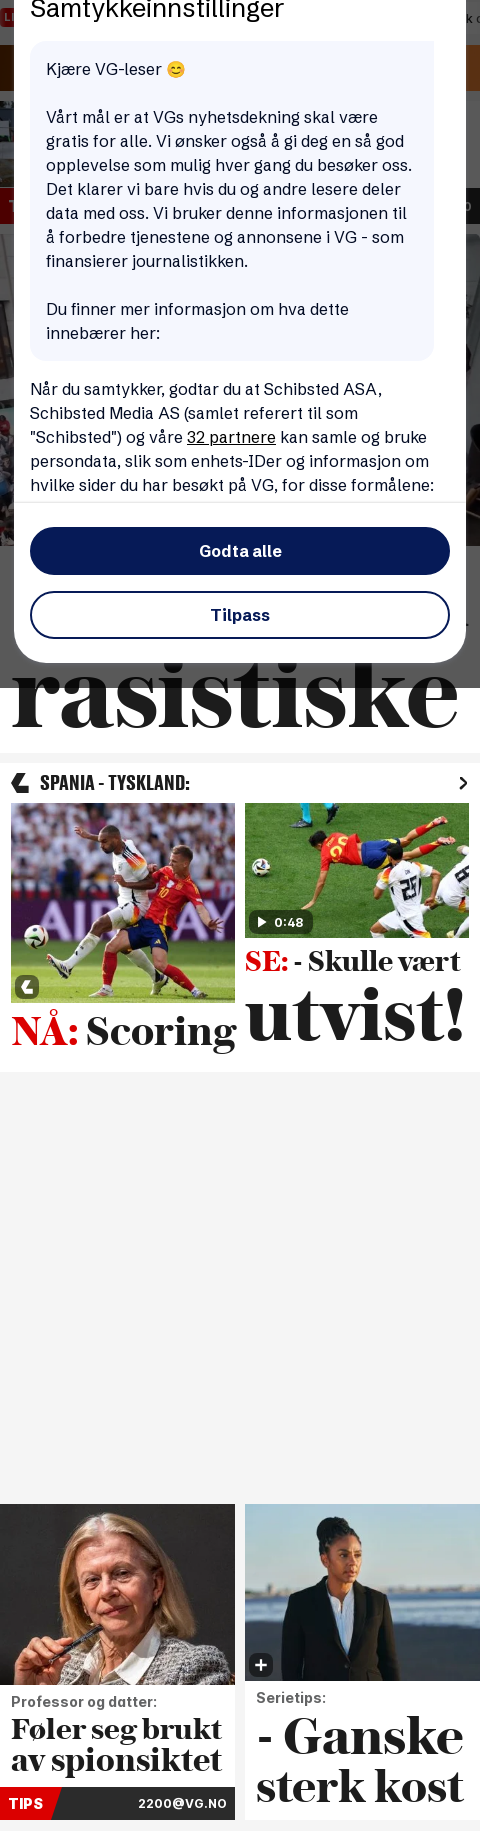 Samtykkeinnstillinger
Kjære VG-leser 😊
Vårt mål er at VGs nyhetsdekning skal være
gratis for alle. Vi ønsker også å gi deg en så god
opplevelse som mulig hver gang du besøker oss.
Det klarer vi bare hvis du og andre lesere deler
data med oss. Vi bruker denne informasjonen til
å forbedre tjenestene og annonsene i VG - som
finansierer journalistikken.
Du finner mer informasjon om hva dette
innebærer her:
Når du samtykker, godtar du at Schibsted ASA,
Schibsted Media AS (samlet referert til som
"Schibsted") og våre 32 partnere kan samle og bruke
persondata, slik som enhets-IDer og informasjon om
hvilke sider du har besøkt på VG, for disse formålene:
Godta alle
Tilpass
rasistiske
SPANIA - TYSKLAND:
0:48
NÅ: Scoring
SE: - Skulle vært
utvist!
Professor og datter:
Føler seg brukt
av spionsiktet
TIPS 2200@VG.NO
Serietips:
- Ganske
sterk kost